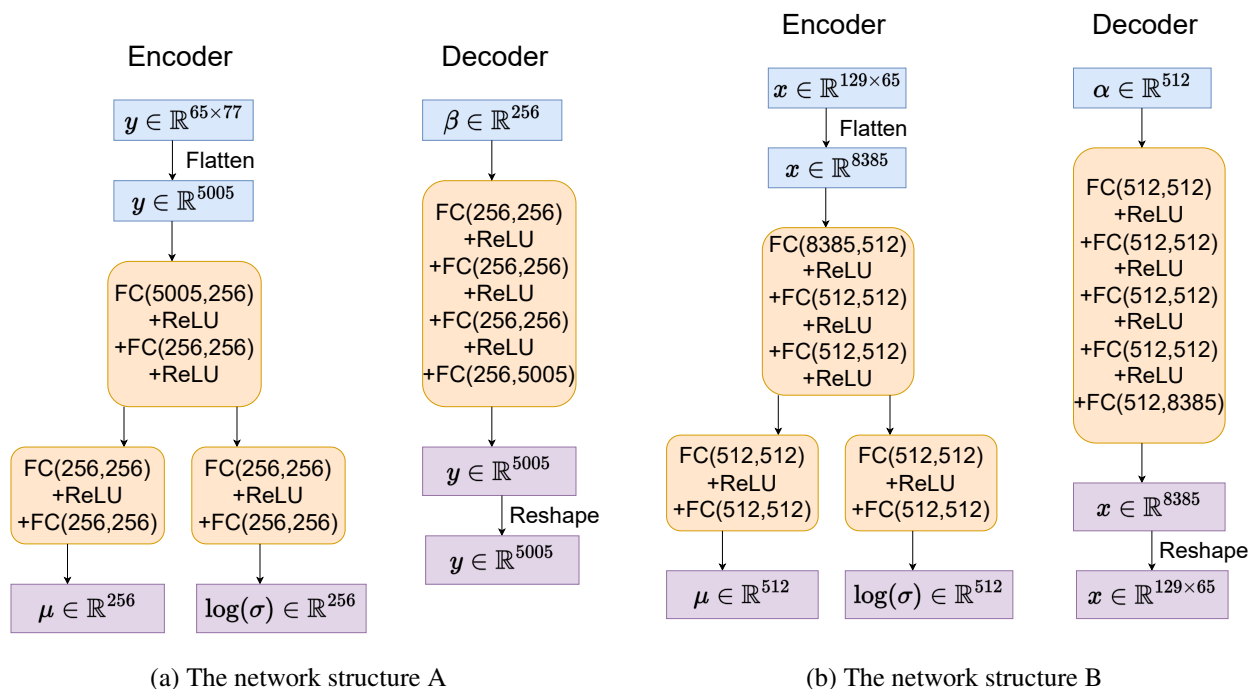 Encoder
y ∈ ℝ^{65×77}
Flatten
y ∈ ℝ^{5005}
FC(5005,256)
+ReLU
+FC(256,256)
+ReLU
FC(256,256)
+ReLU
+FC(256,256)
FC(256,256)
+ReLU
+FC(256,256)
μ ∈ ℝ^{256}
log(σ) ∈ ℝ^{256}
Decoder
β ∈ ℝ^{256}
FC(256,256)
+ReLU
+FC(256,256)
+ReLU
+FC(256,256)
+ReLU
+FC(256,5005)
y ∈ ℝ^{5005}
Reshape
y ∈ ℝ^{5005}
(a) The network structure A
Encoder
x ∈ ℝ^{129×65}
Flatten
x ∈ ℝ^{8385}
FC(8385,512)
+ReLU
+FC(512,512)
+ReLU
+FC(512,512)
+ReLU
FC(512,512)
+ReLU
+FC(512,512)
FC(512,512)
+ReLU
+FC(512,512)
μ ∈ ℝ^{512}
log(σ) ∈ ℝ^{512}
Decoder
α ∈ ℝ^{512}
FC(512,512)
+ReLU
+FC(512,512)
+ReLU
+FC(512,512)
+ReLU
+FC(512,512)
+ReLU
+FC(512,8385)
x ∈ ℝ^{8385}
Reshape
x ∈ ℝ^{129×65}
(b) The network structure B